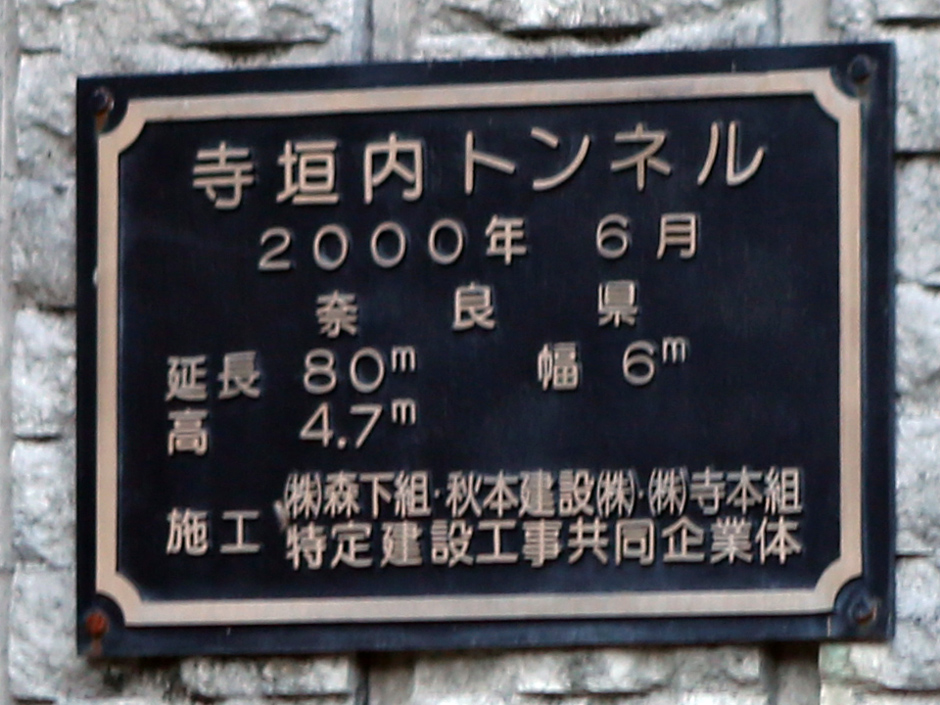 寺垣内トンネル
2000年 6月
奈良県
延長 80m 幅 6m
高 4.7m
施工 ㈱森下組・秋本建設㈱・㈱寺本組
特定建設工事共同企業体